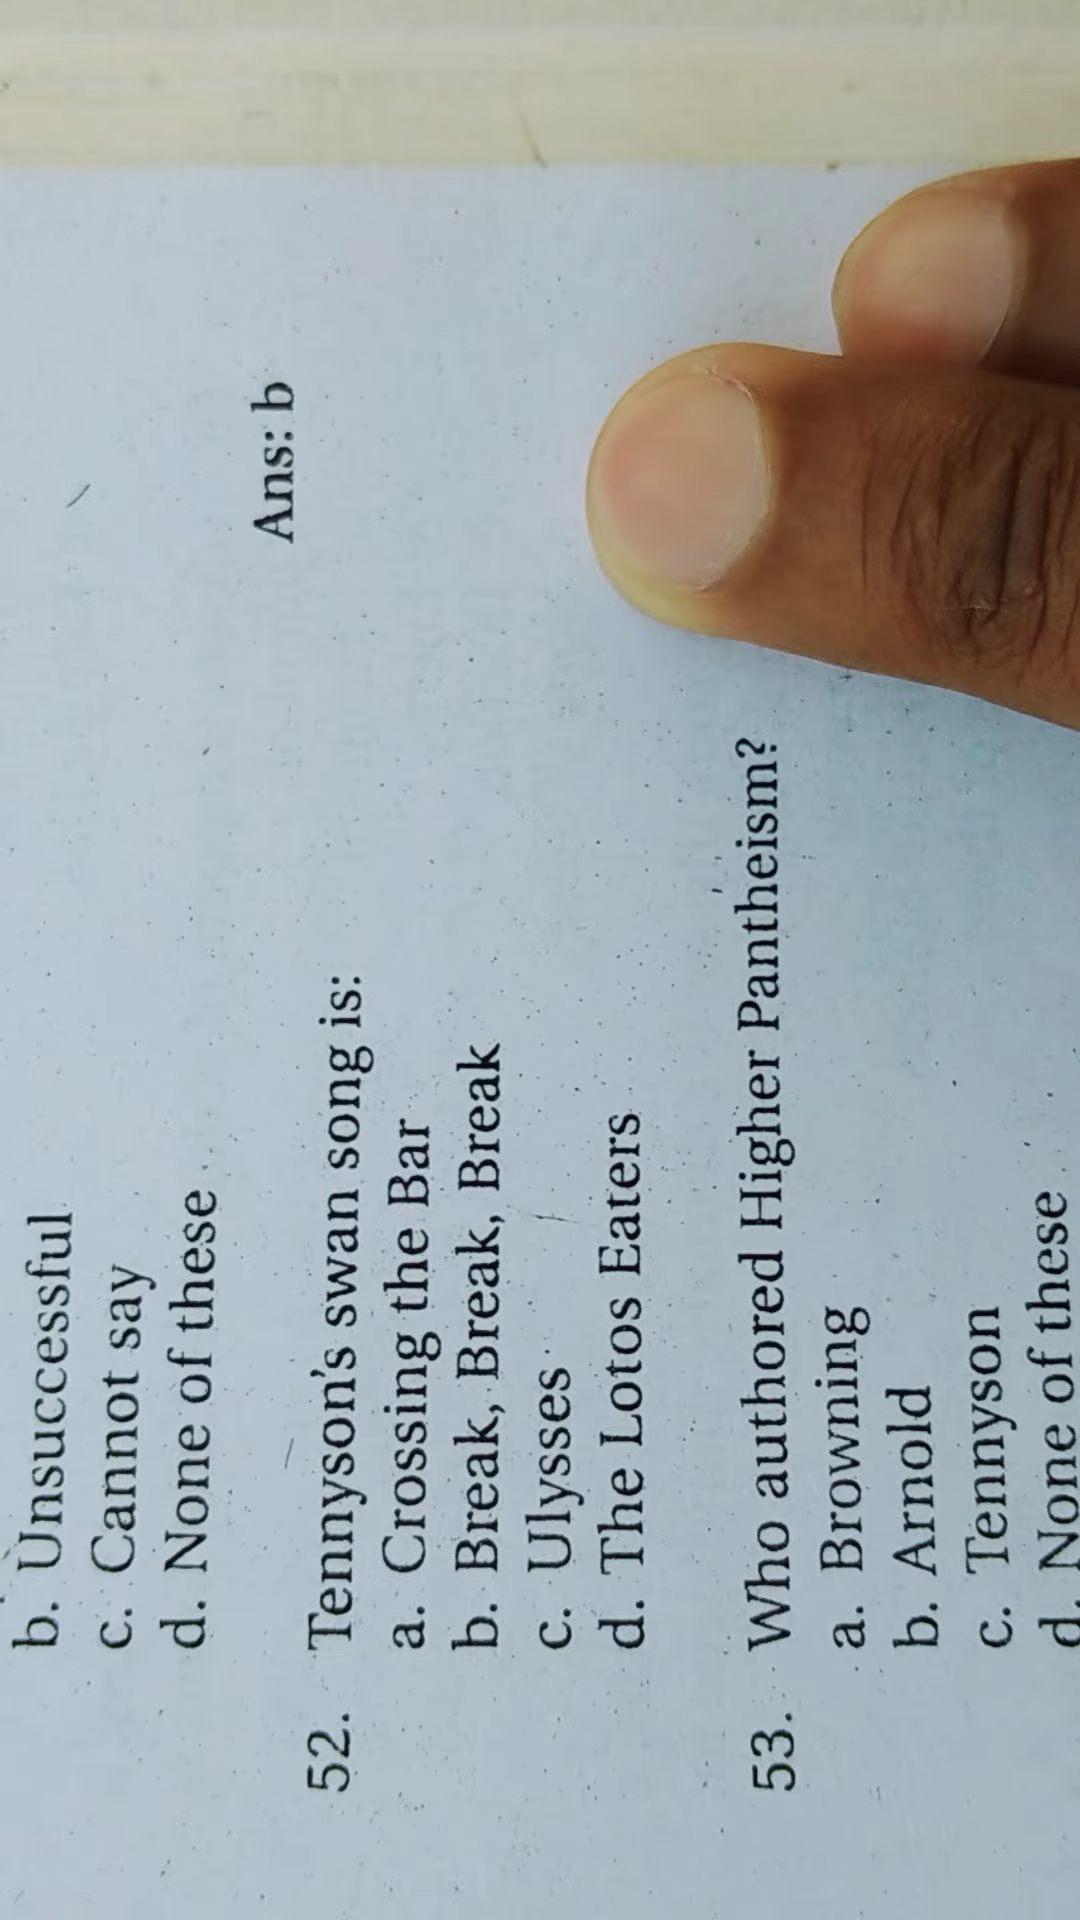 b. Unsuccessful
c. Cannot say
d. None of these
Ans: b
52. Tennyson's swan song is:
a. Crossing the Bar
b. Break, Break, Break
c. Ulysses
d. The Lotos Eaters
53. Who authored Higher Pantheism?
a. Browning
b. Arnold
c. Tennyson
d. None of these